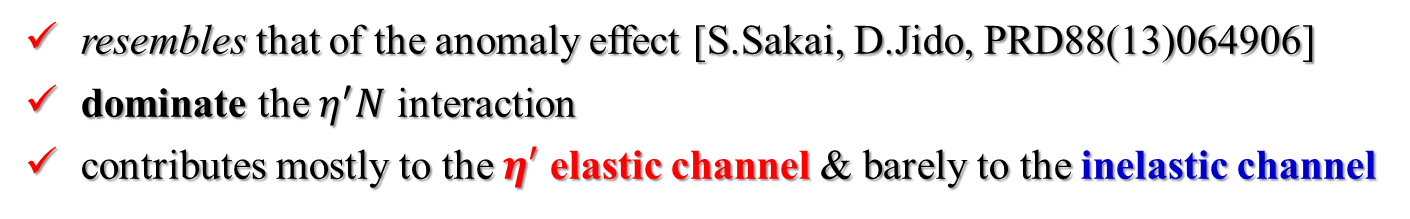 ✓ resembles that of the anomaly effect [S.Sakai, D.Jido, PRD88(13)064906]
✓ dominate the η′N interaction
✓ contributes mostly to the η′ elastic channel & barely to the inelastic channel